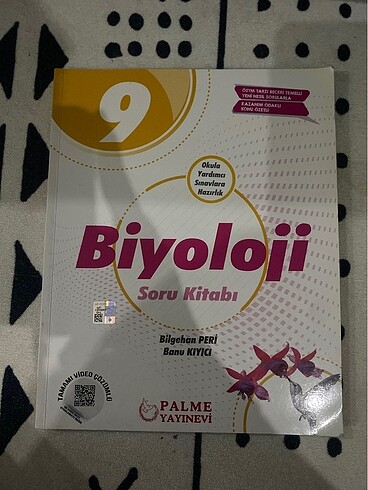 9
ÖSYM TARZI BECERİ TEMELLİ
YENİ NESİL SORULARLA
KAZANIM ODAKLI
KONU ÖZETİ
Okula
Yardımcı
Sınavlara
Hazırlık
Biyoloji
Soru Kitabı
Bilgehan PERİ
Banu KIYICI
TAMAMI VİDEO ÇÖZÜMLÜ
PALME
YAYINEVİ